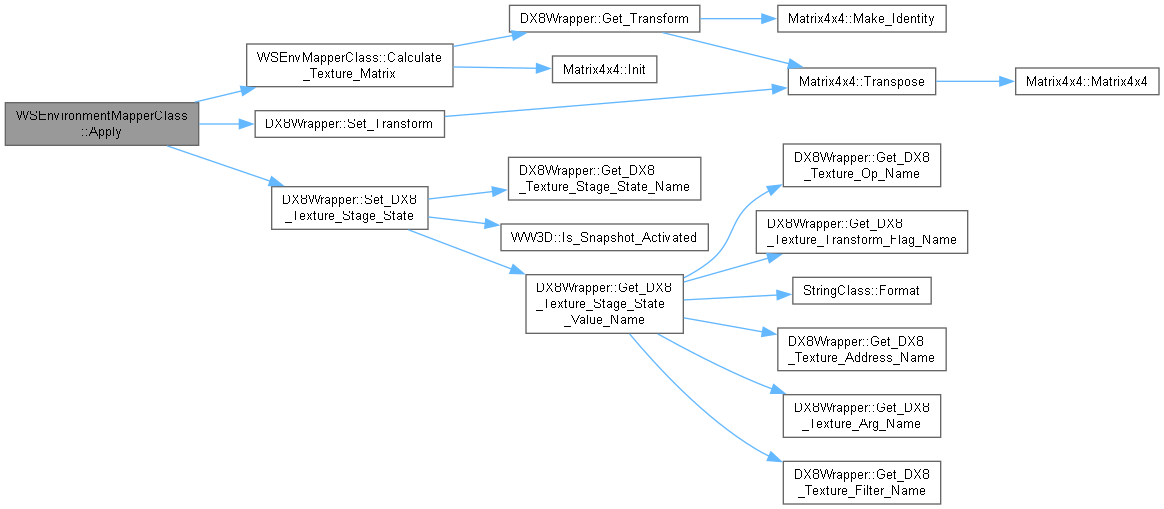 WSEnvironmentMapperClass
::Apply
WSEnvMapperClass::Calculate
_Texture_Matrix
DX8Wrapper::Get_Transform
Matrix4x4::Make_Identity
Matrix4x4::Init
Matrix4x4::Transpose
Matrix4x4::Matrix4x4
DX8Wrapper::Set_Transform
DX8Wrapper::Set_DX8
_Texture_Stage_State
DX8Wrapper::Get_DX8
_Texture_Stage_State_Name
WW3D::Is_Snapshot_Activated
DX8Wrapper::Get_DX8
_Texture_Stage_State
_Value_Name
DX8Wrapper::Get_DX8
_Texture_Op_Name
DX8Wrapper::Get_DX8
_Texture_Transform_Flag_Name
StringClass::Format
DX8Wrapper::Get_DX8
_Texture_Address_Name
DX8Wrapper::Get_DX8
_Texture_Arg_Name
DX8Wrapper::Get_DX8
_Texture_Filter_Name